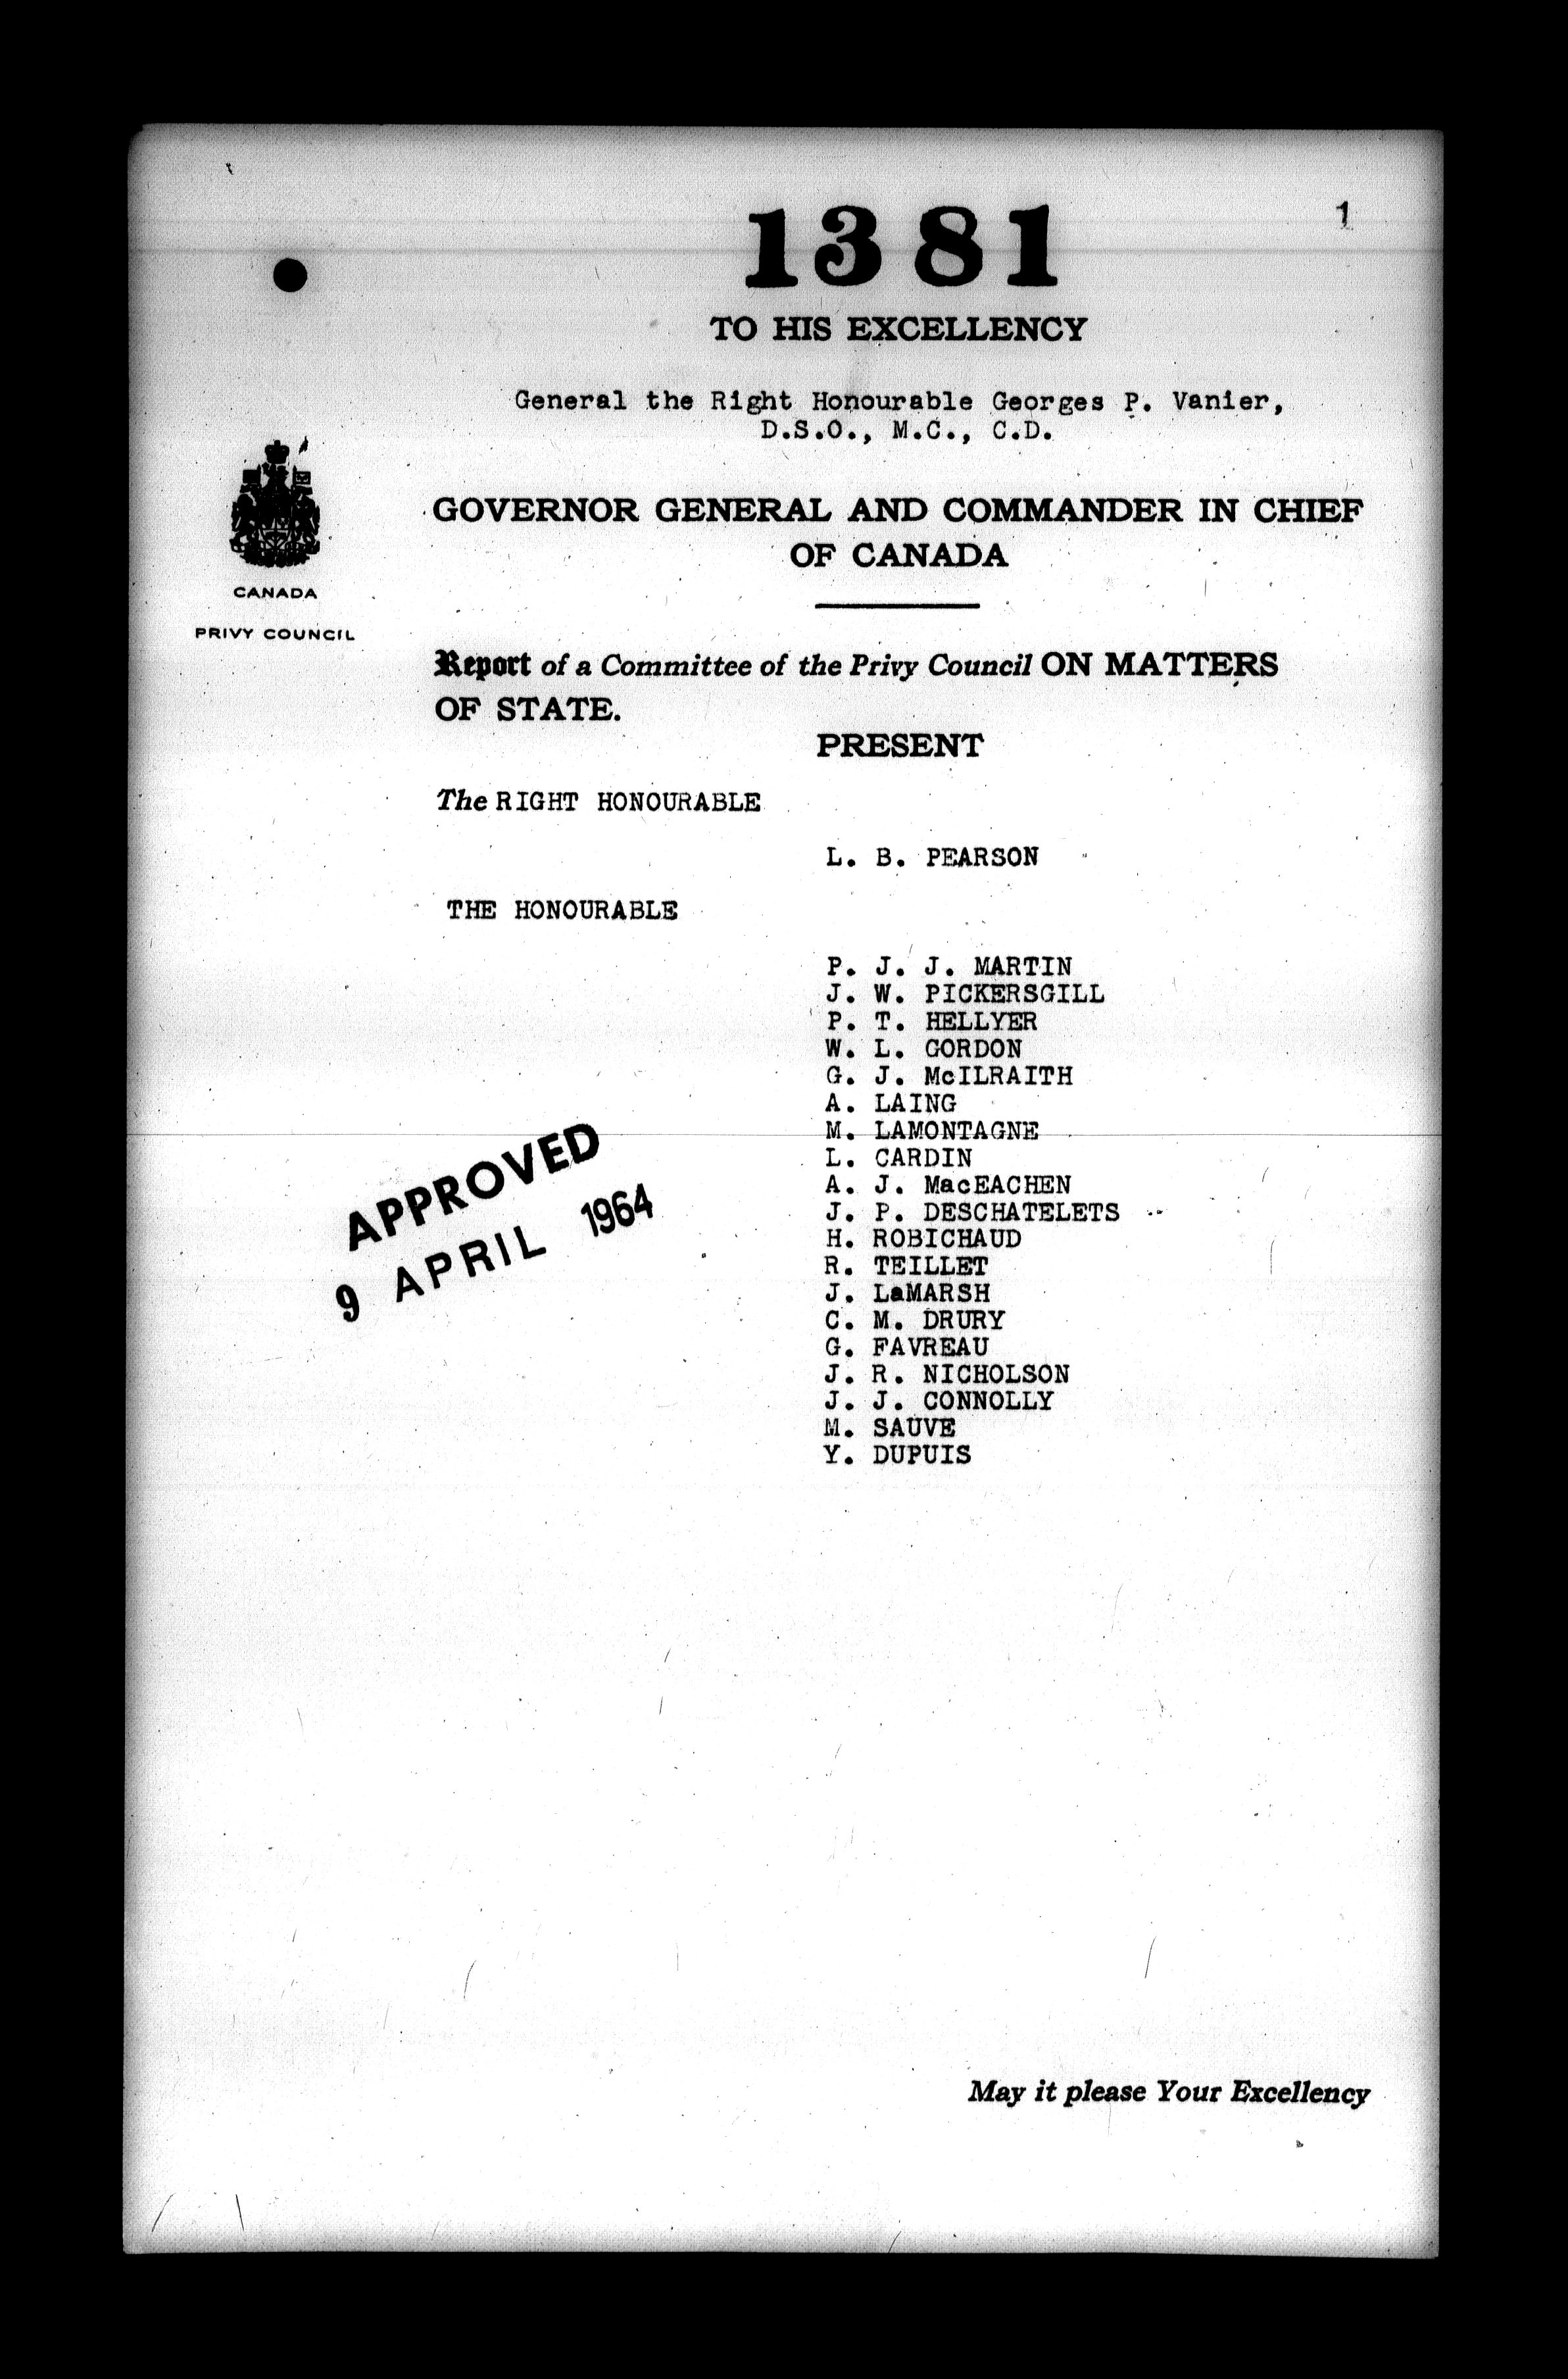 1381
1
TO HIS EXCELLENCY
General the Right Honourable Georges P. Vanier,
D.S.O., M.C., C.D.
GOVERNOR GENERAL AND COMMANDER IN CHIEF
OF CANADA
CANADA
PRIVY COUNCIL
Report of a Committee of the Privy Council ON MATTERS
OF STATE.
PRESENT
The RIGHT HONOURABLE
L. B. PEARSON
THE HONOURABLE
P. J. J. MARTIN
J. W. PICKERSGILL
P. T. HELLYER
W. L. GORDON
G. J. McILRAITH
A. LAING
M. LAMONTAGNE
L. CARDIN
A. J. MacEACHEN
J. P. DESCHATELETS
H. ROBICHAUD
R. TEILLET
J. LaMARSH
C. M. DRURY
G. FAVREAU
J. R. NICHOLSON
J. J. CONNOLLY
M. SAUVE
Y. DUPUIS
APPROVED
9 APRIL 1964
May it please Your Excellency